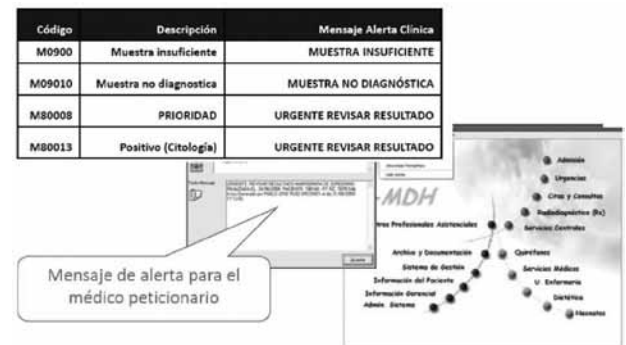 Código Descripción Mensaje Alerta Clínica
M0900 Muestra insuficiente MUESTRA INSUFICIENTE
M09010 Muestra no diagnostica MUESTRA NO DIAGNÓSTICA
M80008 PRIORIDAD URGENTE REVISAR RESULTADO
M80013 Positivo (Citología) URGENTE REVISAR RESULTADO
Mensaje de alerta para el
médico peticionario
-MDH
Admisión
Urgencias
Citas y Consultas
Radiodiagnóstico (Rx)
Servicios Centrales
Profesionales Asistenciales
Archivo y Documentación
Sistema de Gestión
Información del Paciente
Información Gerencial
Admón. Sistema
Quirófanos
Servicios Médicos
U. Enfermería
Dietética
Neonatos